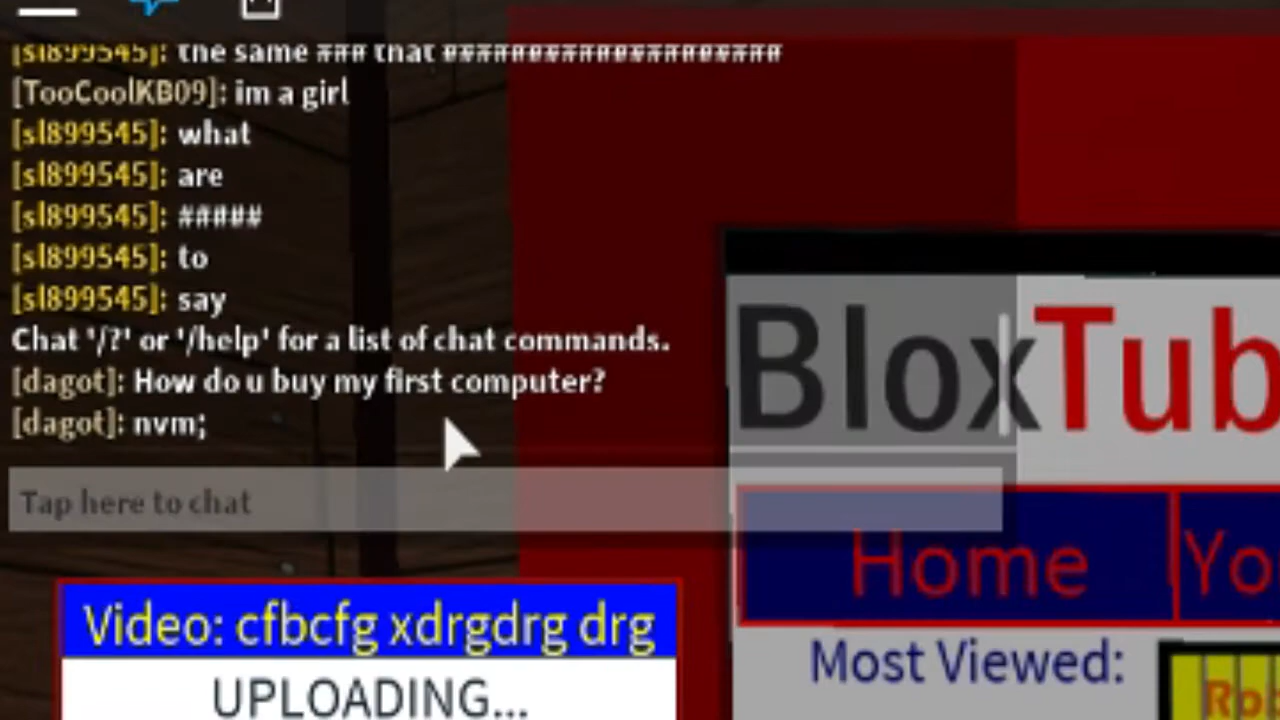 [sl899545]: the same ### that ####################
[TooCoolKB09]: im a girl
[sl899545]: what
[sl899545]: are
[sl899545]: #####
[sl899545]: to
[sl899545]: say
Chat '/?' or '/help' for a list of chat commands.
[dagot]: How do u buy my first computer?
[dagot]: nvm;
Tap here to chat
BloxTub
Home
Yo
Video: cfbcfg xdrgdrg drg
UPLOADING...
Most Viewed: